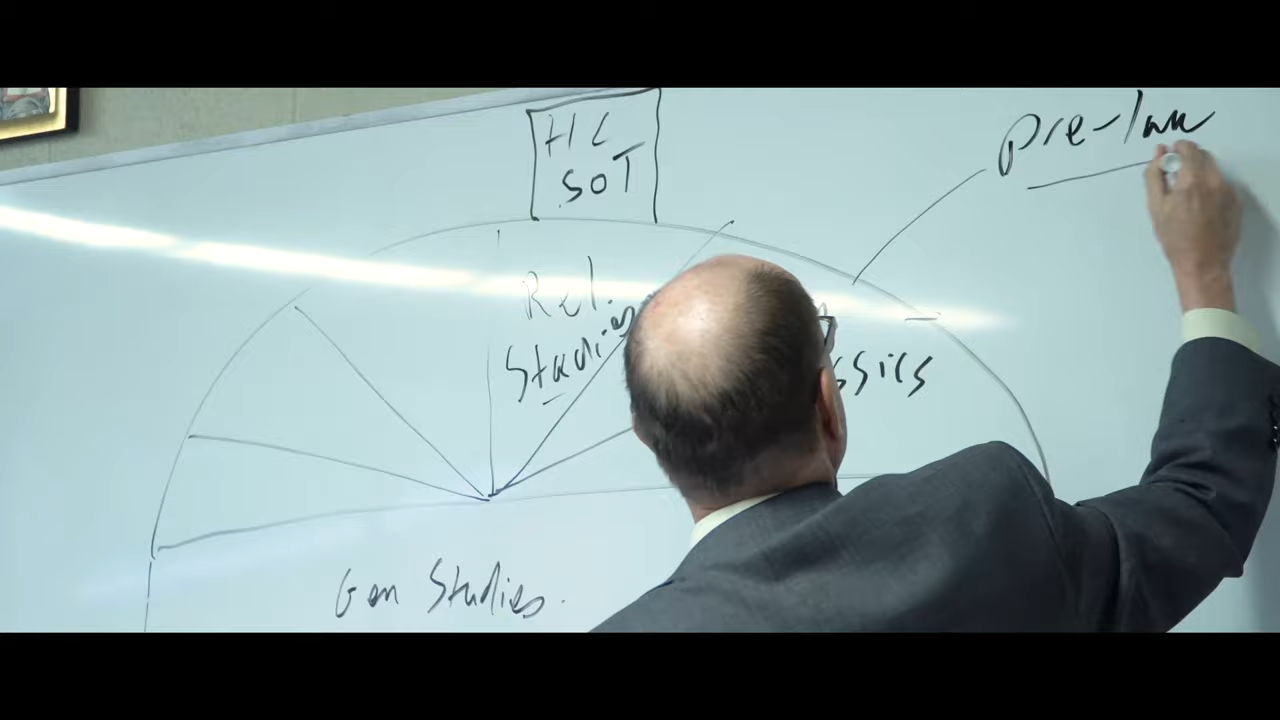 HC
SOT
Pre-law
Rel.
Studies
ssics
Gen Studies.